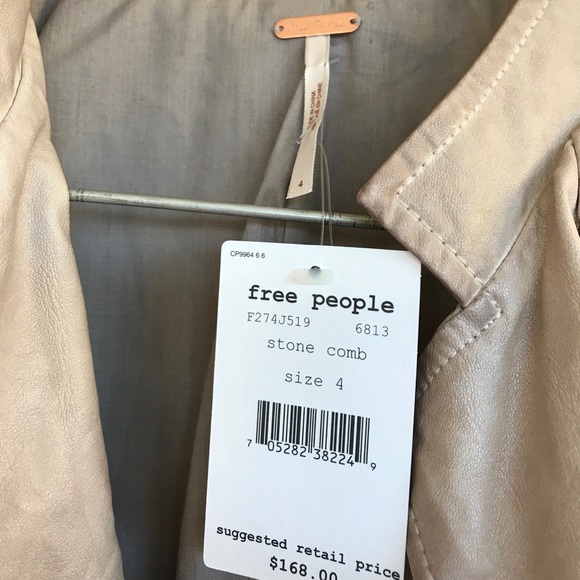 4
CP9964 6 6
free people
F274J519 6813
stone comb
size 4
7 05282 38224 9
suggested retail price
$168.00